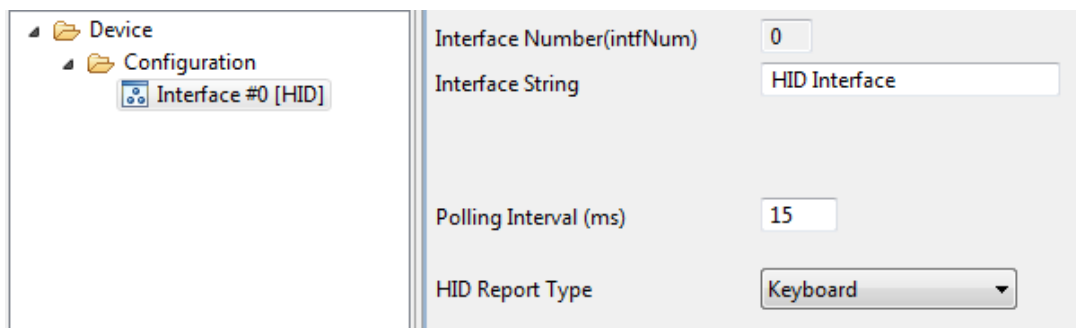 Device
Configuration
Interface #0 [HID]
Interface Number(intfNum) 0
Interface String HID Interface
Polling Interval (ms) 15
HID Report Type Keyboard